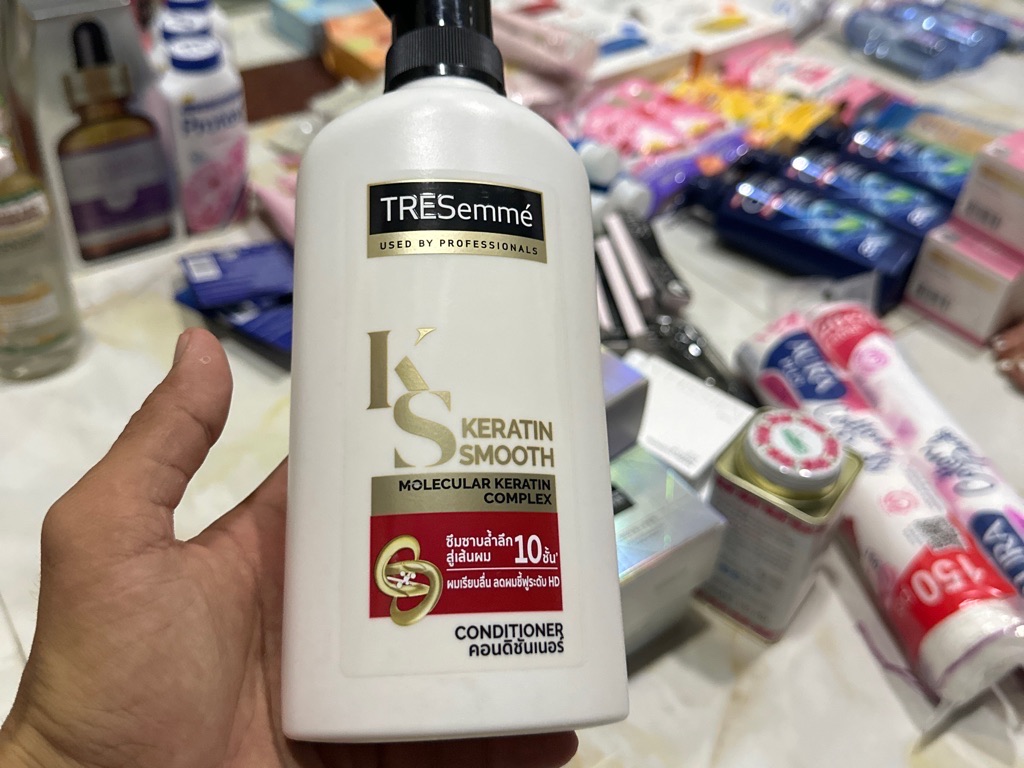 TRESemmé
USED BY PROFESSIONALS
KS
KERATIN
SMOOTH
MOLECULAR KERATIN
COMPLEX
ซึมซาบล้ำลึก
สู่เส้นผม 10 ชั้น*
ผมเรียบลื่น ลดผมชี้ฟูระดับ HD
CONDITIONER
คอนดิชันเนอร์
150